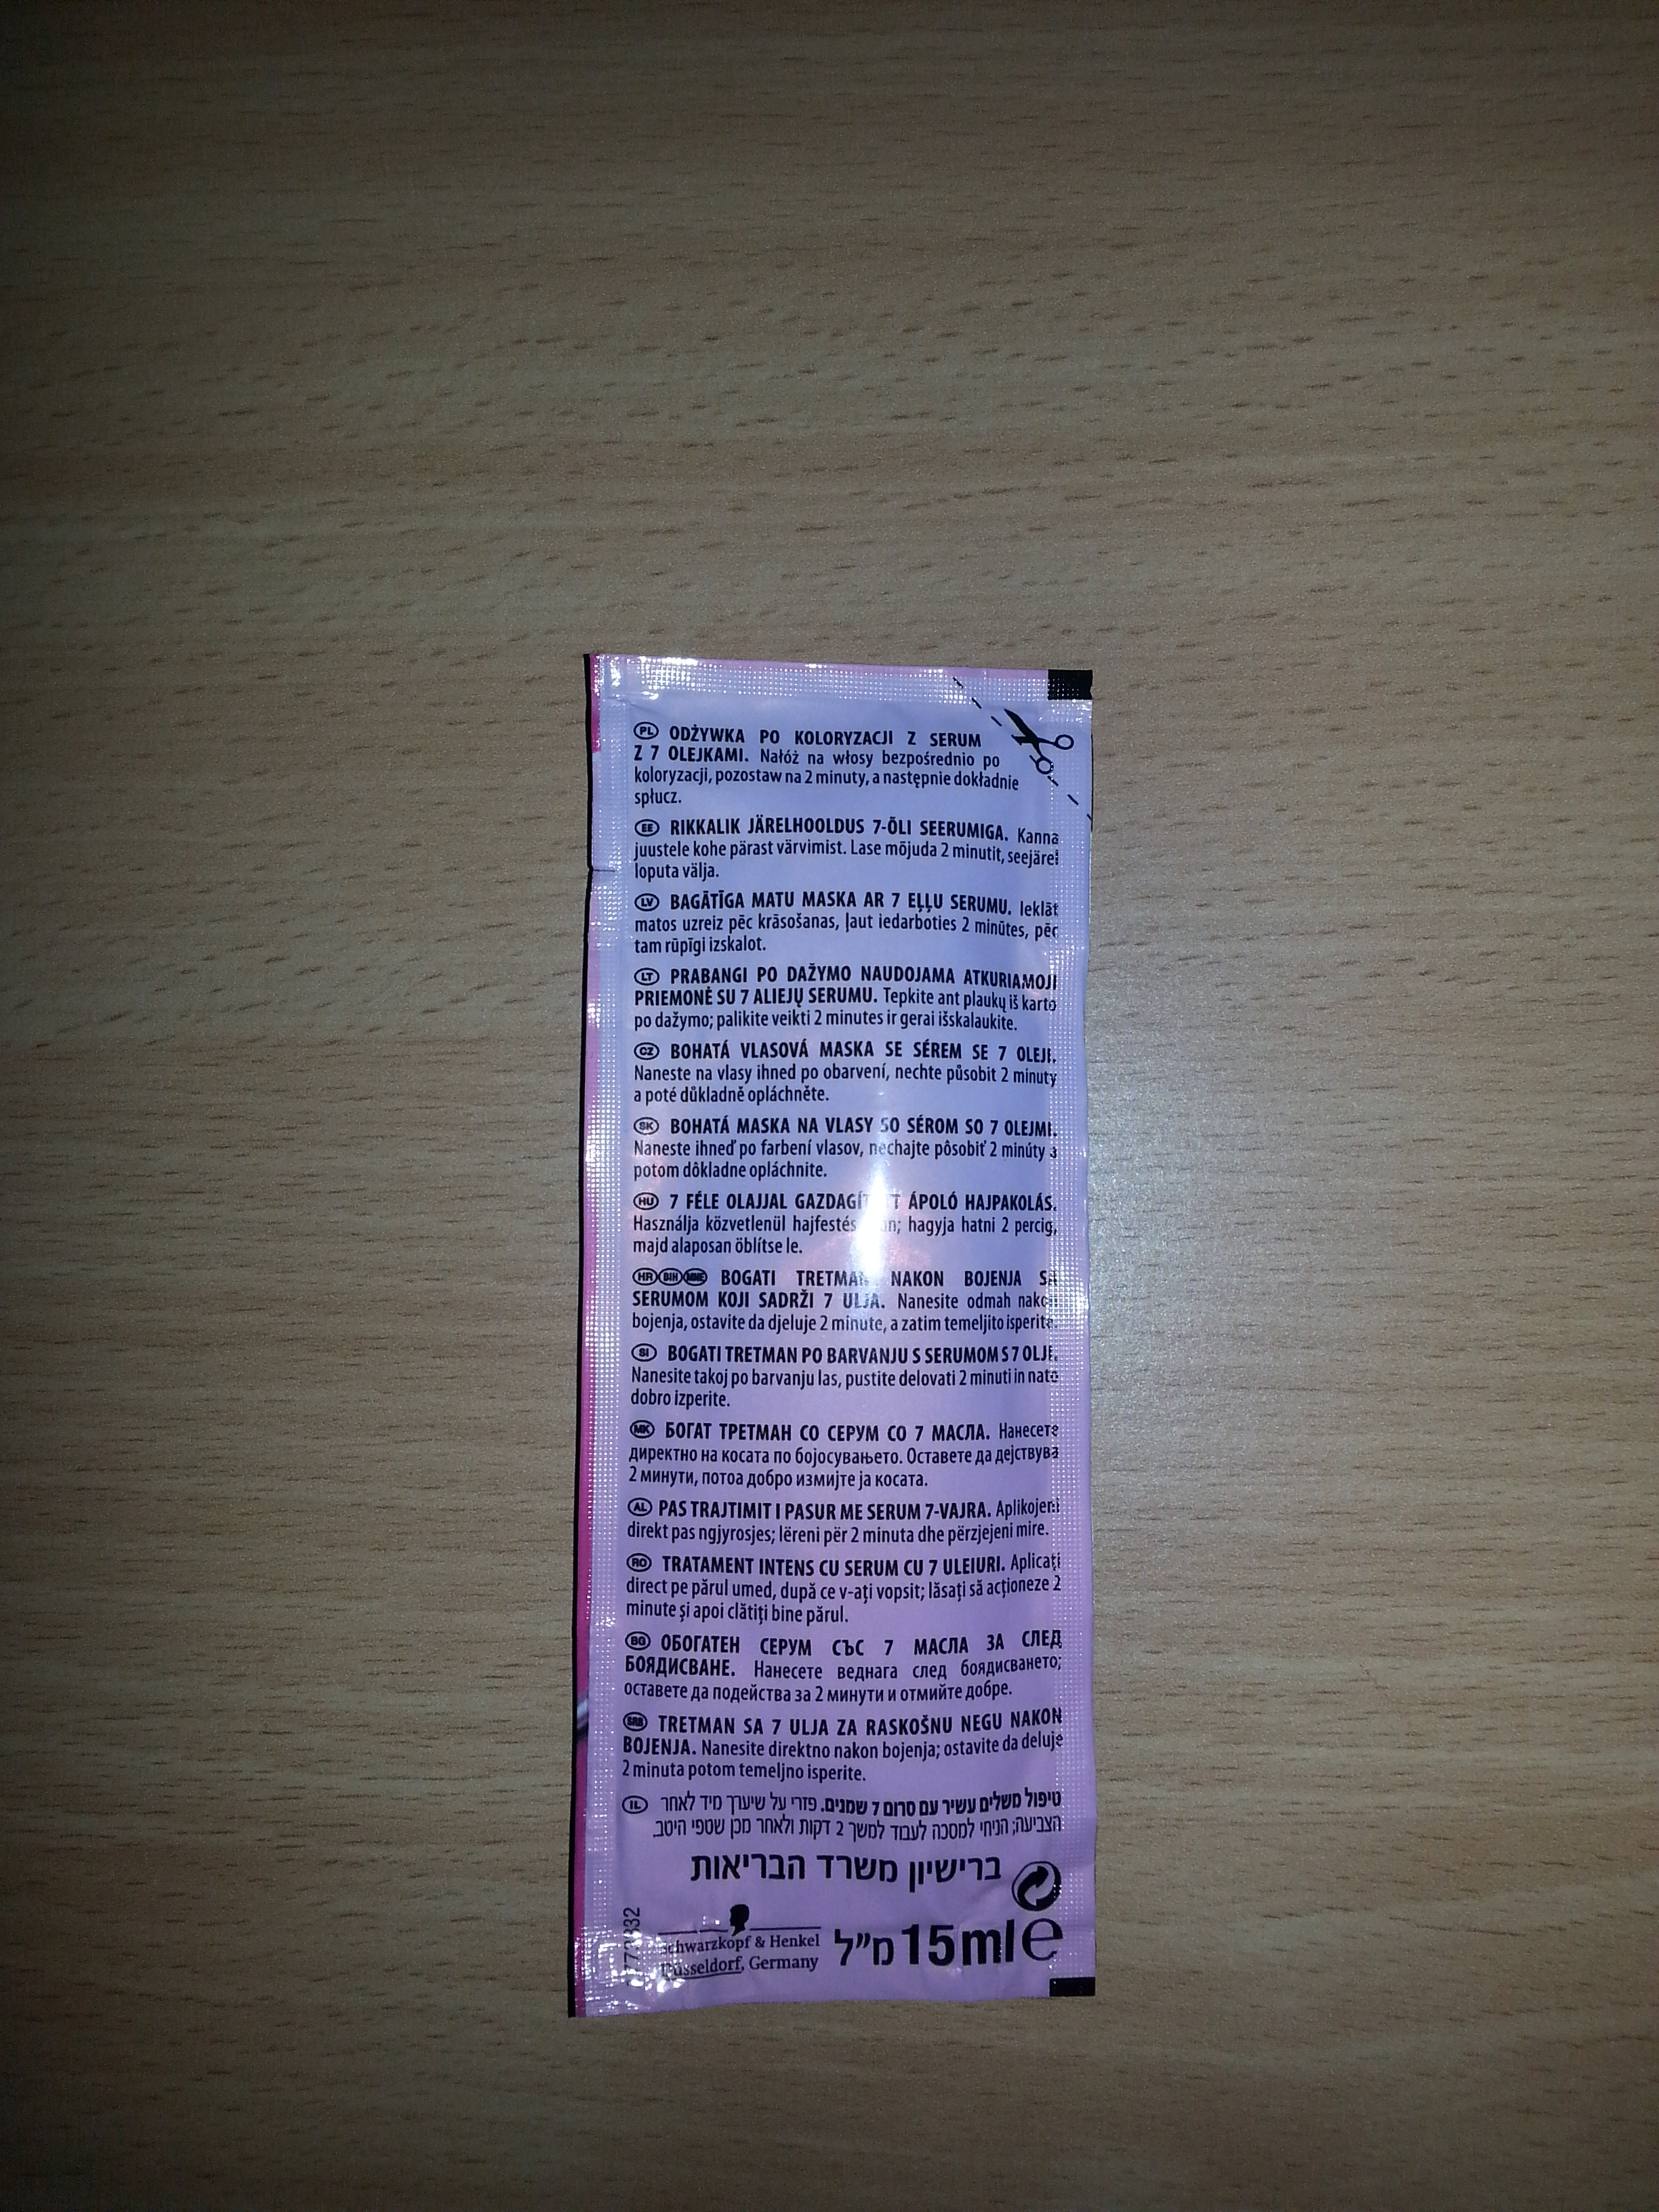 PL ODŻYWKA PO KOLORYZACJI Z SERUM
Z 7 OLEJKAMI. Nałóż na włosy bezpośrednio po
koloryzacji, pozostaw na 2 minuty, a następnie dokładnie
spłucz.
EE RIKKALIK JÄRELHOOLDUS 7-ÕLI SEERUMIGA. Kanna
juustele kohe pärast värvimist. Lase mõjuda 2 minutit, seejärel
loputa välja.
LV BAGĀTĪGA MATU MASKA AR 7 EĻĻU SERUMU. Ieklāt
matos uzreiz pēc krāsošanas, ļaut iedarboties 2 minūtes, pēc
tam rūpīgi izskalot.
LT PRABANGI PO DAŽYMO NAUDOJAMA ATKURIAMOJI
PRIEMONĖ SU 7 ALIEJŲ SERUMU. Tepkite ant plaukų iš karto
po dažymo; palikite veikti 2 minutes ir gerai išskalaukite.
CZ BOHATÁ VLASOVÁ MASKA SE SÉREM SE 7 OLEJI.
Naneste na vlasy ihned po obarvení, nechte působit 2 minuty
a poté důkladně opláchněte.
SK BOHATÁ MASKA NA VLASY SO SÉROM SO 7 OLEJMI.
Naneste ihneď po farbení vlasov, nechajte pôsobiť 2 minúty a
potom dôkladne opláchnite.
HU 7 FÉLE OLAJJAL ÁPOLÓ HAJPAKOLÁS.
Használja közvetlenül hagyja hatni 2 percig,
majd alaposan öblítse le.
HR BIH MNE BOGATI TRETMAN NAKON BOJENJA SA
SERUMOM KOJI SADRŽI 7 ULJA. Nanesite odmah nakon
bojenja, ostavite da djeluje 2 minute, a zatim temeljito isperite.
SI BOGATI TRETMAN PO BARVANJU S SERUMOM S 7 OLJI.
Nanesite takoj po barvanju las, pustite delovati 2 minuti in nato
dobro izperite.
MK БОГАТ ТРЕТМАН СО СЕРУМ СО 7 МАСЛА. Нанесете
директно на косата по бојосувањето. Оставете да дејствува
2 минути, потоа добро измијте ја косата.
AL PAS TRAJTIMIT I PASUR ME SERUM 7-VAJRA. Aplikojeni
direkt pas ngjyrosjes; lëreni për 2 minuta dhe përzjejeni mire.
RO TRATAMENT INTENS CU SERUM CU 7 ULEIURI. Aplicați
direct pe părul umed, după ce v-ați vopsit; lăsați să acționeze 2
minute și apoi clătiți bine părul.
BG ОБОГАТЕН СЕРУМ СЪС 7 МАСЛА ЗА СЛЕД
БОЯДИСВАНЕ. Нанесете веднага след боядисването;
оставете да подейства за 2 минути и отмийте добре.
SRB TRETMAN SA 7 ULJA ZA RASKOŠNU NEGU NAKON
BOJENJA. Nanesite direktno nakon bojenja; ostavite da deluje
2 minuta potom temeljno isperite.
IL טיפול משלים עשיר עם סרום 7 שמנים. פזרי על שיערך מיד לאחר
הצביעה; הניחי למסכה לעבוד למשך 2 דקות ולאחר מכן שטפי היטב.
ברישיון משרד הבריאות
Schwarzkopf & Henkel
Düsseldorf, Germany
15ml מ"ל e